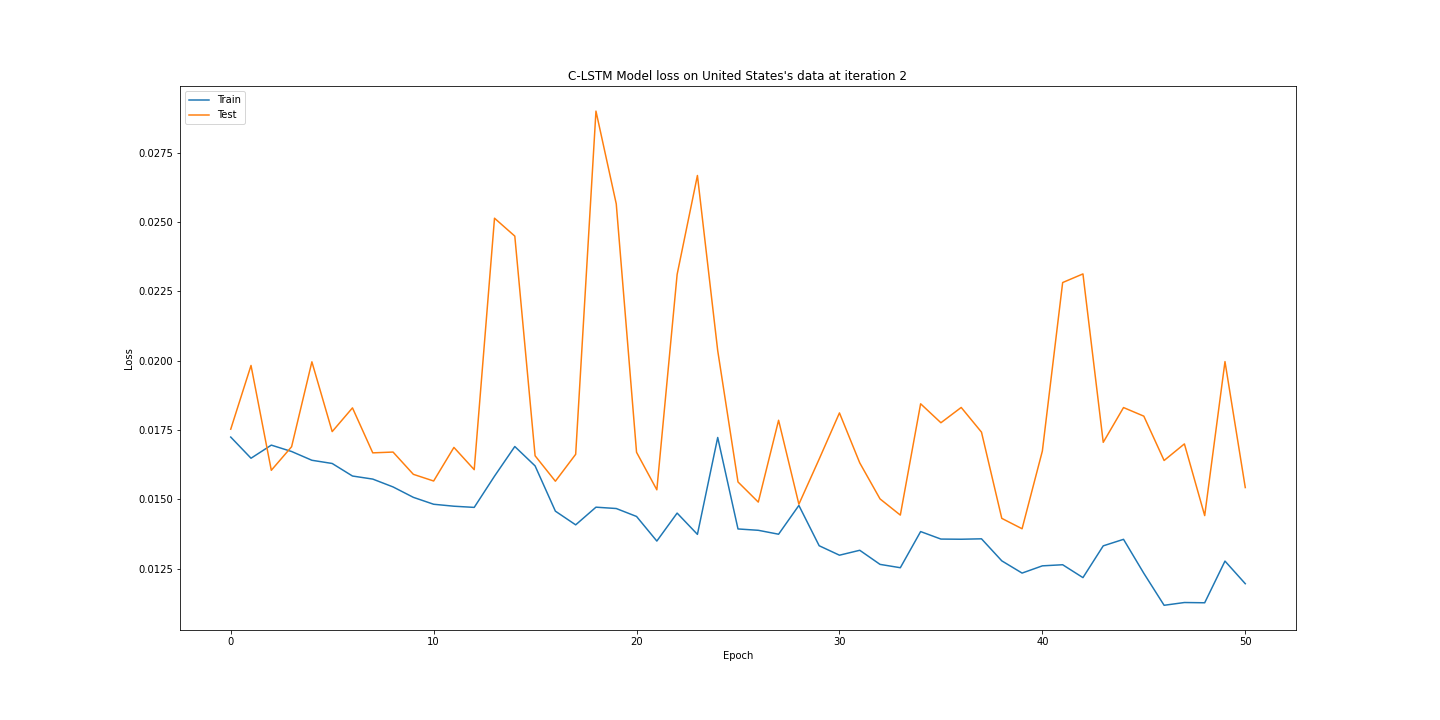 C-LSTM Model loss on United States's data at iteration 2
Train
Test
0.0275
0.0250
0.0225
0.0200
0.0175
0.0150
0.0125
Loss
0 10 20 30 40 50
Epoch